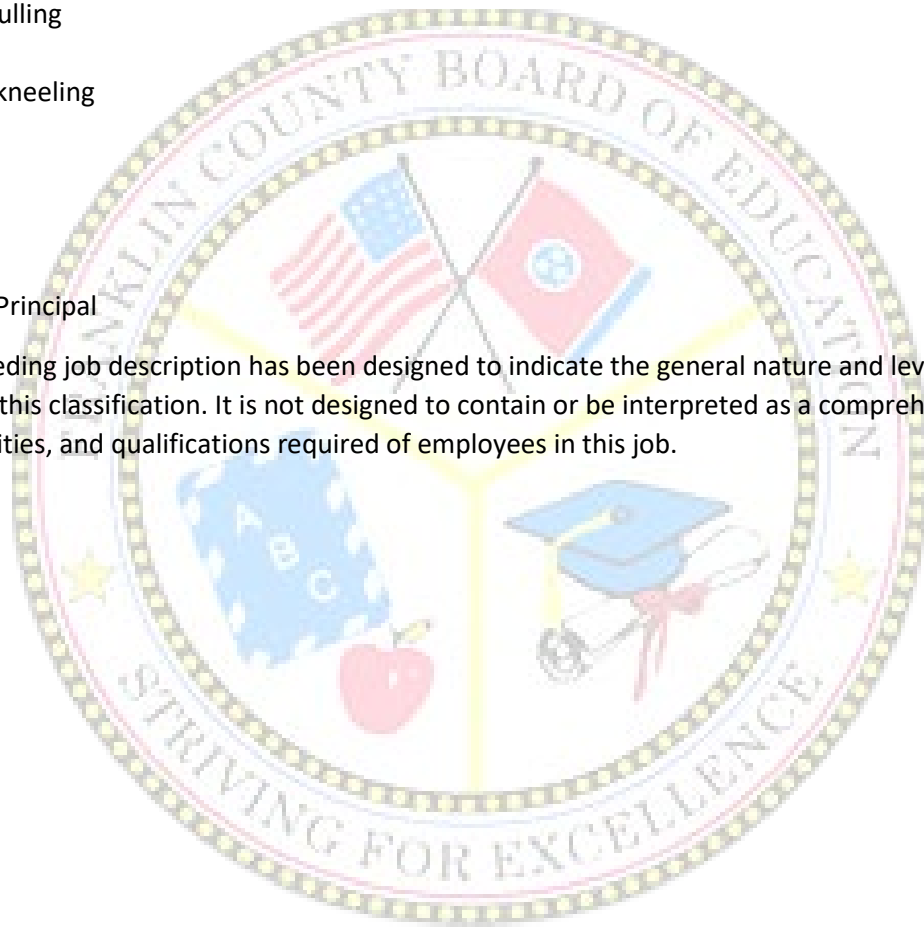 ulling
kneeling
Principal
eding job description has been designed to indicate the general nature and lev
this classification. It is not designed to contain or be interpreted as a compreh
ities, and qualifications required of employees in this job.
FRANKLIN COUNTY BOARD OF EDUCATION
A
B
C
STRIVING FOR EXCELLENCE